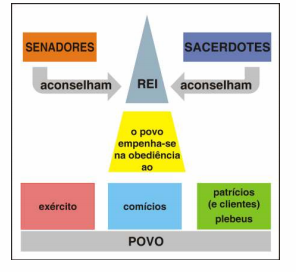 SENADORES
SACERDOTES
aconselham
REI
aconselham
o povo
empenha-se
na obediência
ao
exército
comícios
patrícios
(e clientes)
plebeus
POVO